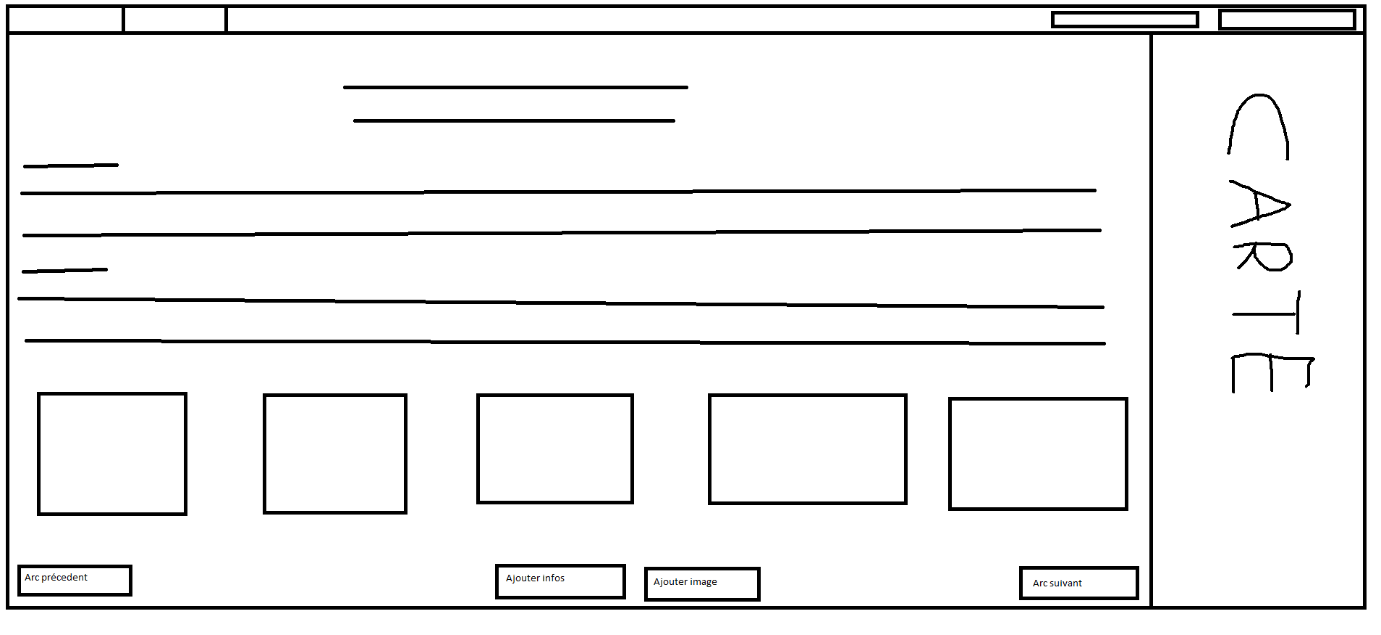 CARTE
Arc précedent
Ajouter infos
Ajouter image
Arc suivant